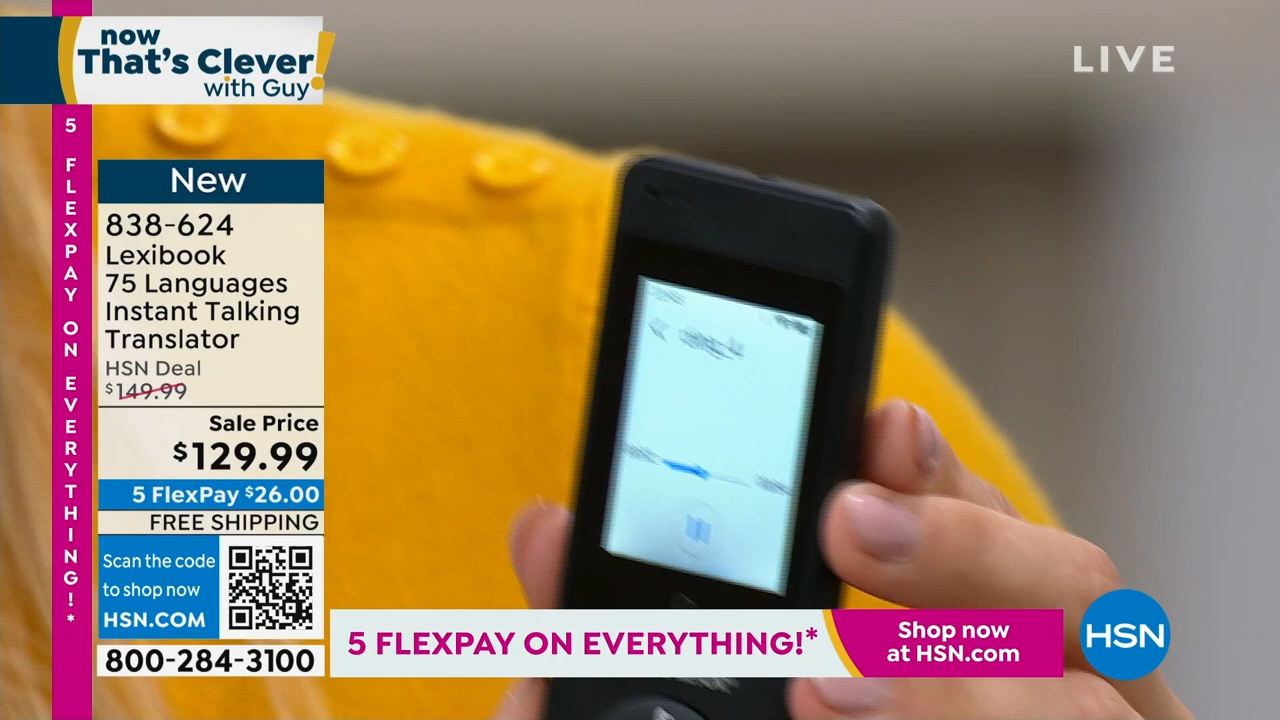 now
That's Clever!
with Guy
LIVE
5 FLEXPAY ON EVERYTHING!*
New
838-624
Lexibook
75 Languages
Instant Talking
Translator
HSN Deal
$149.99
Sale Price
$129.99
5 FlexPay $26.00
FREE SHIPPING
Scan the code
to shop now
HSN.COM
800-284-3100
5 FLEXPAY ON EVERYTHING!*
Shop now
at HSN.com
HSN